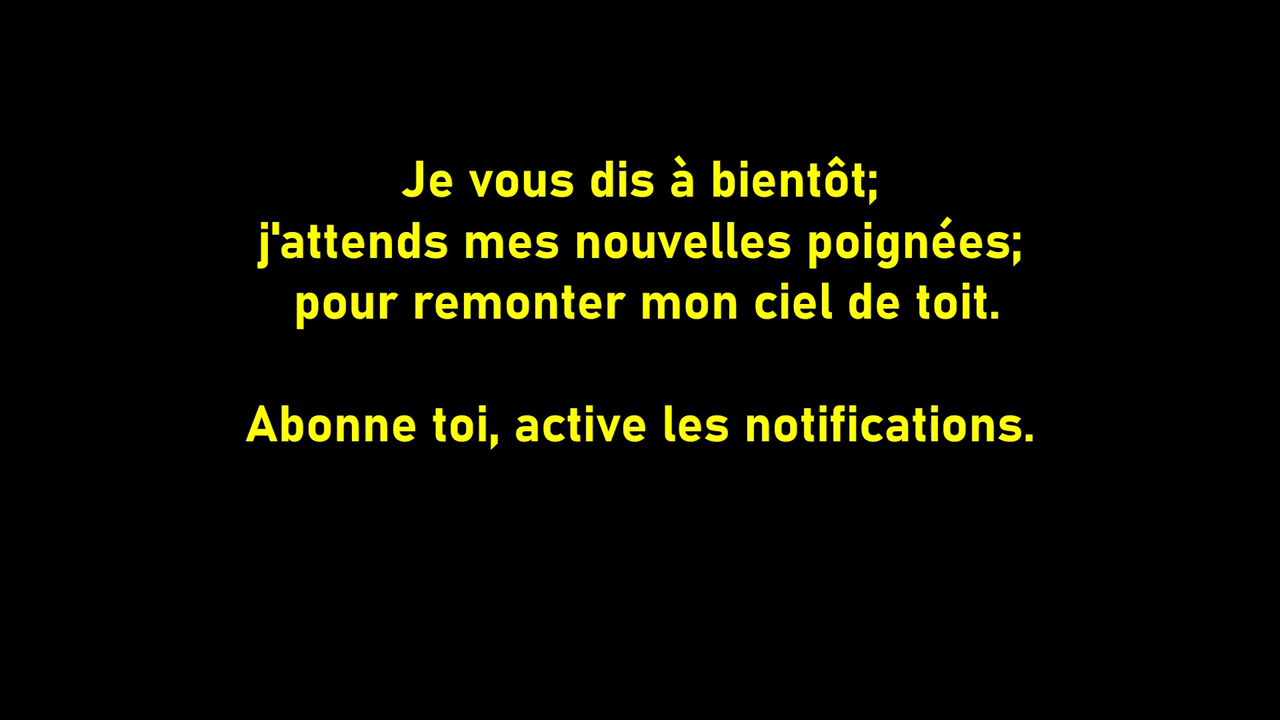 Je vous dis à bientôt;
j'attends mes nouvelles poignées;
pour remonter mon ciel de toit.
Abonne toi, active les notifications.